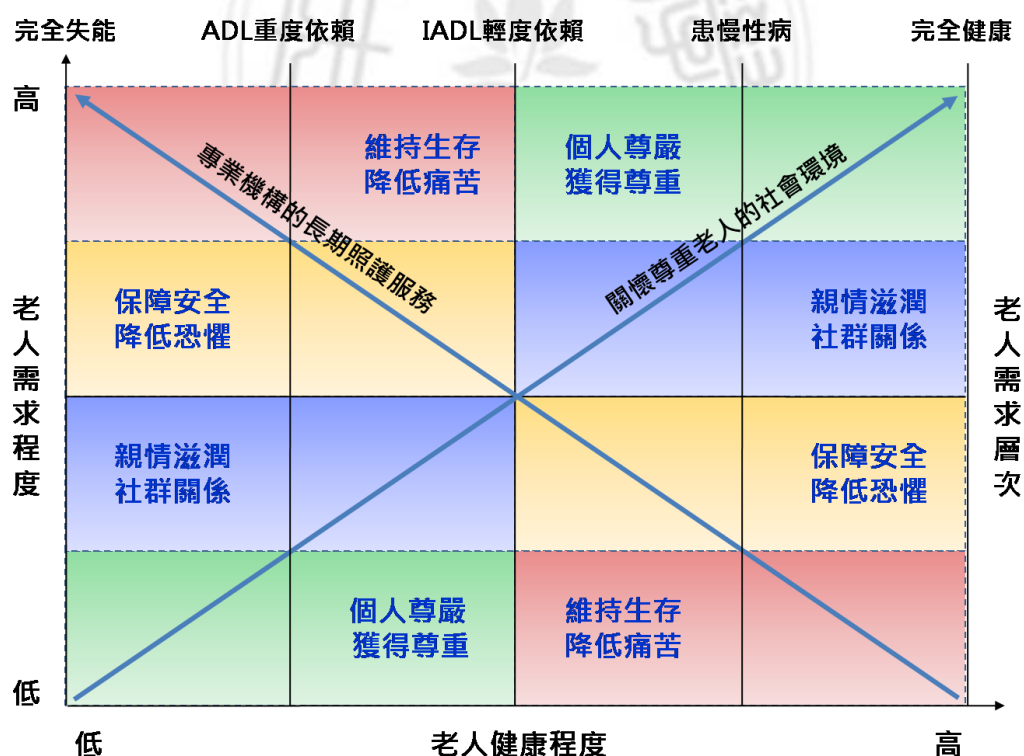 完全失能
ADL重度依賴
IADL輕度依賴
患慢性病
完全健康
高
維持生存
降低痛苦
個人尊嚴
獲得尊重
專業機構的長期照護服務
關懷尊重老人的社會環境
保障安全
降低恐懼
親情滋潤
社群關係
老人需求程度
老人需求層次
親情滋潤
社群關係
保障安全
降低恐懼
個人尊嚴
獲得尊重
維持生存
降低痛苦
低
低
老人健康程度
高